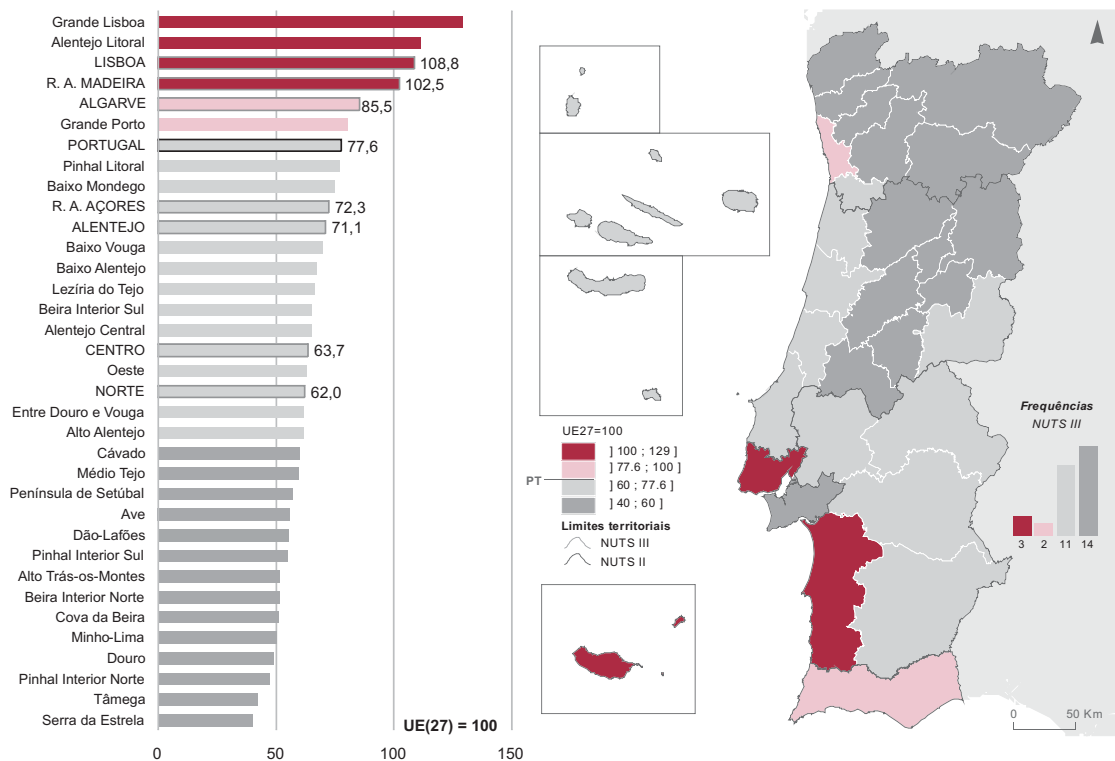 Grande Lisboa
Alentejo Litoral
LISBOA 108,8
R. A. MADEIRA 102,5
ALGARVE 85,5
Grande Porto
PORTUGAL 77,6
Pinhal Litoral
Baixo Mondego
R. A. AÇORES 72,3
ALENTEJO 71,1
Baixo Vouga
Baixo Alentejo
Lezíria do Tejo
Beira Interior Sul
Alentejo Central
CENTRO 63,7
Oeste
NORTE 62,0
Entre Douro e Vouga
Alto Alentejo
Cávado
Médio Tejo
Península de Setúbal
Ave
Dão-Lafões
Pinhal Interior Sul
Alto Trás-os-Montes
Beira Interior Norte
Cova da Beira
Minho-Lima
Douro
Pinhal Interior Norte
Tâmega
Serra da Estrela
UE(27) = 100
0 50 100 150
UE27=100
] 100 ; 129 ]
] 77.6 ; 100 ]
PT
] 60 ; 77.6 ]
] 40 ; 60 ]
Limites territoriais
NUTS III
NUTS II
Frequências
NUTS III
3 2 11 14
0 50 Km